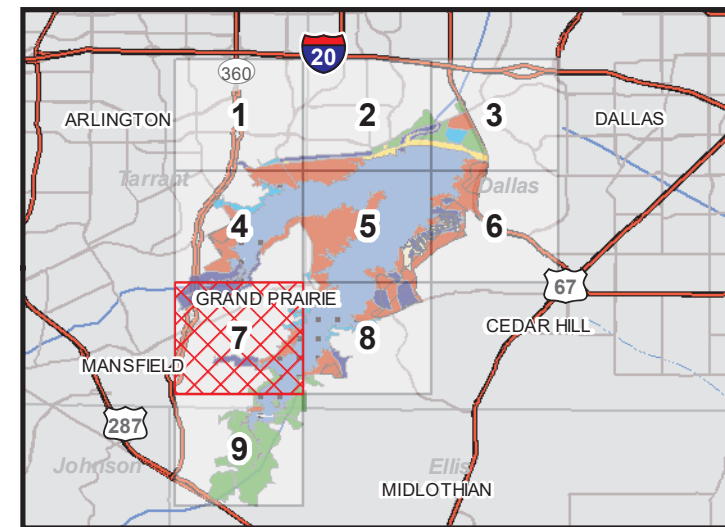 20
360
1
2
3
ARLINGTON
DALLAS
Tarrant
Dallas
4
5
6
GRAND PRAIRIE
67
7
8
CEDAR HILL
MANSFIELD
287
9
Johnson
Ellis
MIDLOTHIAN